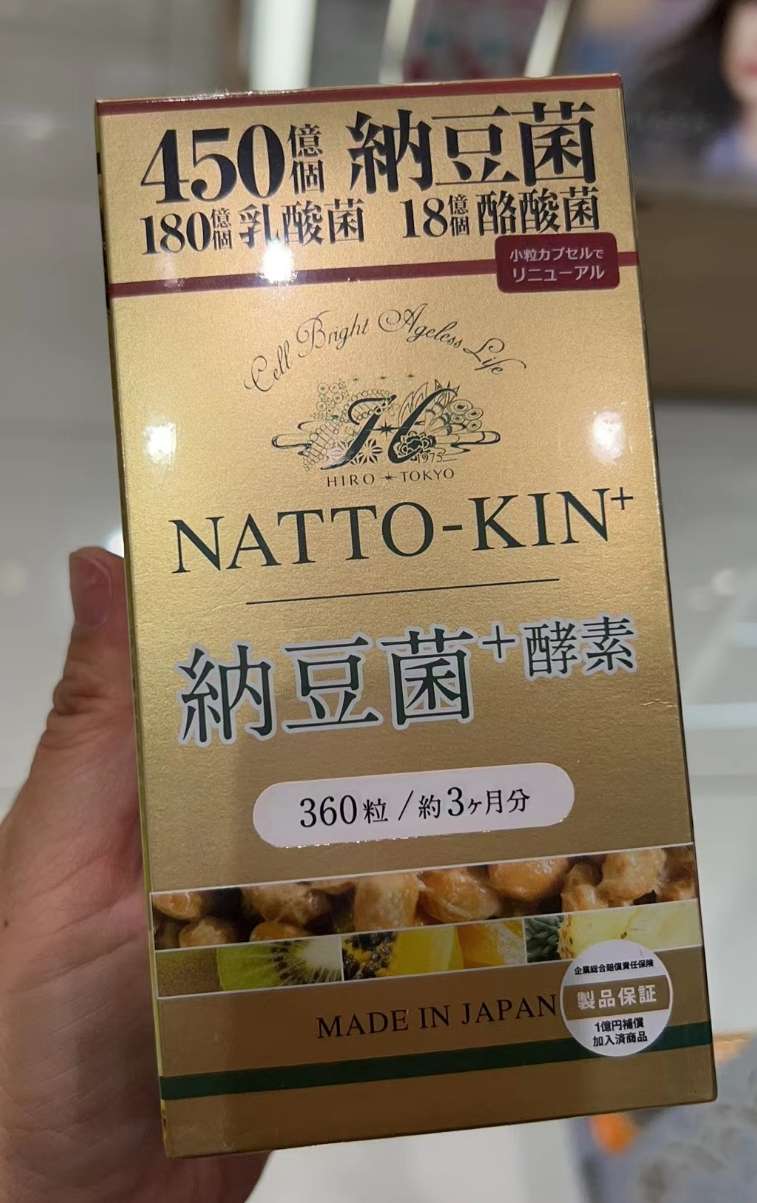 450億個 納豆菌
180億個 乳酸菌 18億個 酪酸菌
小粒カプセルで
リニューアル
Cell Bright Ageless Life
H
1975
HIRO TOKYO
NATTO-KIN+
納豆菌+酵素
360粒/約3ヶ月分
MADE IN JAPAN
企業総合賠償責任保険
製品保証
1億円補償
加入済商品